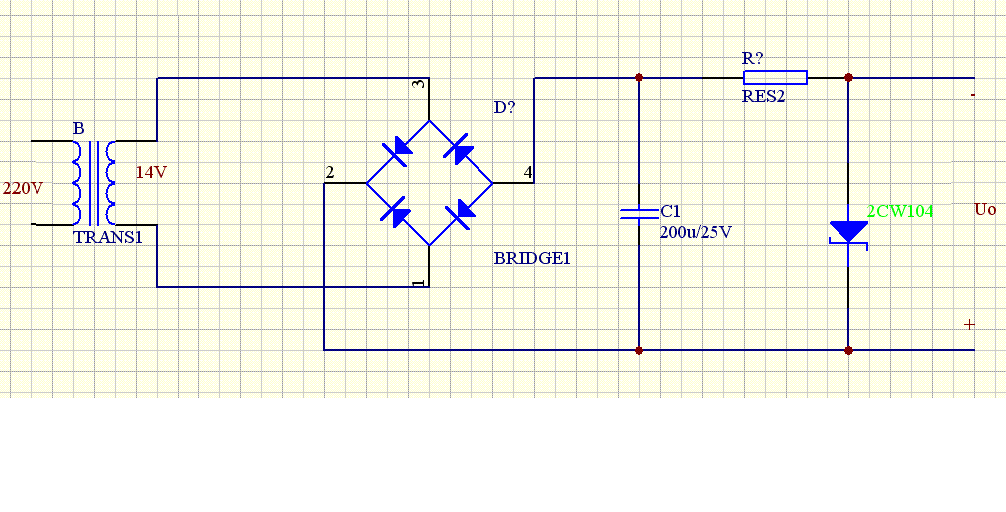 R?
3
RES2
-
D?
B
2
4
14V
220V
C1
2CW104
Uo
200u/25V
TRANS1
BRIDGE1
1
+